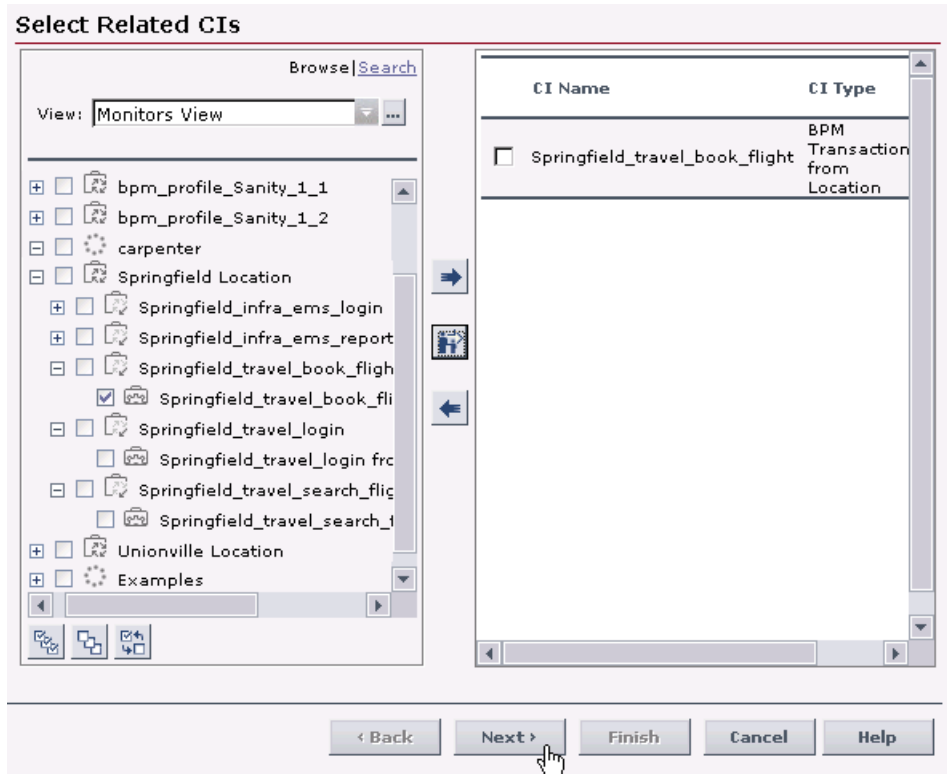 Select Related CIs
Browse|Search
View: Monitors View
...
bpm_profile_Sanity_1_1
bpm_profile_Sanity_1_2
carpenter
Springfield Location
Springfield_infra_ems_login
Springfield_infra_ems_report
Springfield_travel_book_fligh
Springfield_travel_book_fli
Springfield_travel_login
Springfield_travel_login frc
Springfield_travel_search_flig
Springfield_travel_search_f
Unionville Location
Examples
CI Name CI Type
Springfield_travel_book_flight
BPM
Transaction
from
Location
‹ Back Next › Finish Cancel Help